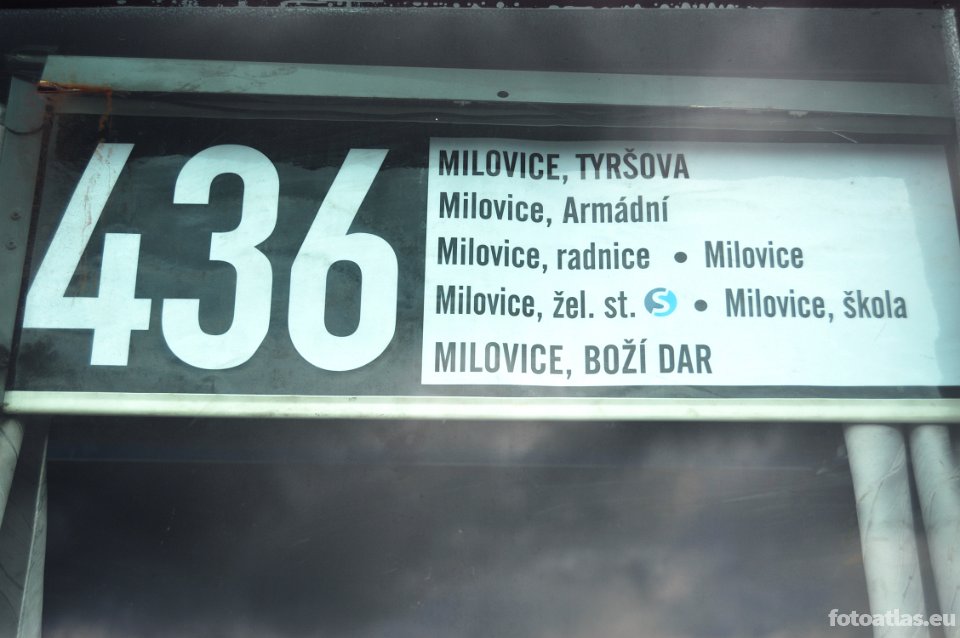 436
MILOVICE, TYRŠOVA
Milovice, Armádní
Milovice, radnice • Milovice
Milovice, žel. st. S • Milovice, škola
MILOVICE, BOŽÍ DAR
fotoatlas.eu